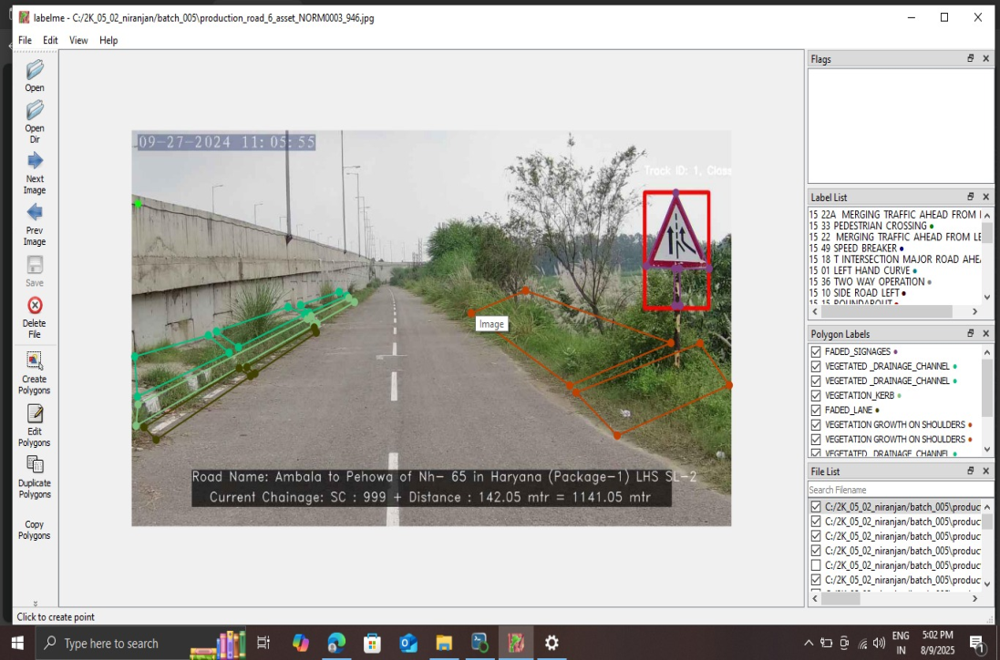 labelme - C:/2K_05_02_niranjan/batch_005\production_road_6_asset_NORM0003_946.jpg
File Edit View Help
Open
Open
Dir
Next
Image
Prev
Image
Save
Delete
File
Create
Polygons
Edit
Polygons
Duplicate
Polygons
Copy
Polygons
09-27-2024 11:05:55
Track ID: 1, Close
Image
Road Name: Ambala to Pehowa of Nh- 65 in Haryana (Package-1) LHS SL-2
Current Chainage: SC : 999 + Distance : 142.05 mtr = 1141.05 mtr
Flags
Label List
15 22A MERGING TRAFFIC AHEAD FROM
15 33 PEDESTRIAN CROSSING
15 22 MERGING TRAFFIC AHEAD FROM LE
15 49 SPEED BREAKER
15 18 T INTERSECTION MAJOR ROAD AHE
15 01 LEFT HAND CURVE
15 36 TWO WAY OPERATION
15 10 SIDE ROAD LEFT
15 15 ROUNDABOUT
Polygon Labels
FADED_SIGNAGES
VEGETATED _DRAINAGE_CHANNEL
VEGETATED _DRAINAGE_CHANNEL
VEGETATION_KERB
FADED_LANE
VEGETATION GROWTH ON SHOULDERS
VEGETATION GROWTH ON SHOULDERS
VEGETATED _DRAINAGE_CHANNEL
File List
Search Filename
C:/2K_05_02_niranjan/batch_005\produc
C:/2K_05_02_niranjan/batch_005\produc
C:/2K_05_02_niranjan/batch_005\produc
C:/2K_05_02_niranjan/batch_005\produc
C:/2K_05_02_niranjan/batch_005\produc
C:/2K_05_02_niranjan/batch_005\produc
Click to create point
Type here to search
ENG
IN
5:02 PM
8/9/2025
1